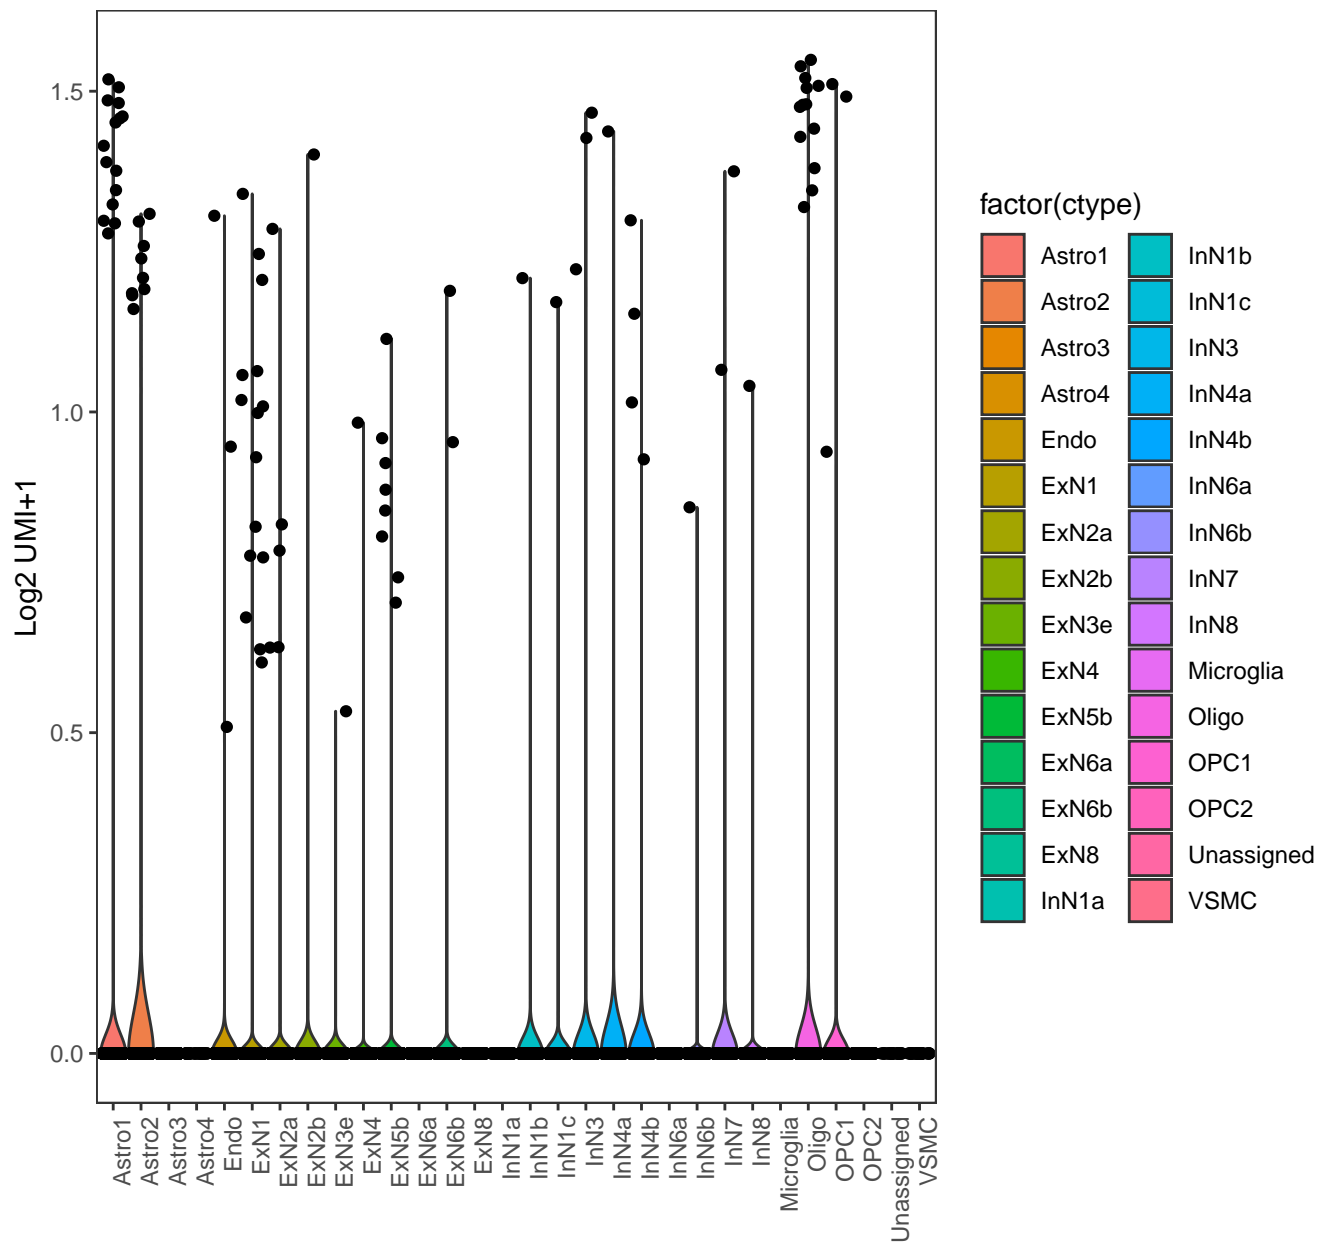 Log2 UMI+1
1.5
1.0
0.5
0.0
Astro1
Astro2
Astro3
Astro4
Endo
ExN1
ExN2a
ExN2b
ExN3e
ExN4
ExN5b
ExN6a
ExN6b
ExN8
InN1a
InN1b
InN1c
InN3
InN4a
InN4b
InN6a
InN6b
InN7
InN8
Microglia
Oligo
OPC1
OPC2
Unassigned
VSMC
factor(ctype)
Astro1
Astro2
Astro3
Astro4
Endo
ExN1
ExN2a
ExN2b
ExN3e
ExN4
ExN5b
ExN6a
ExN6b
ExN8
InN1a
InN1b
InN1c
InN3
InN4a
InN4b
InN6a
InN6b
InN7
InN8
Microglia
Oligo
OPC1
OPC2
Unassigned
VSMC